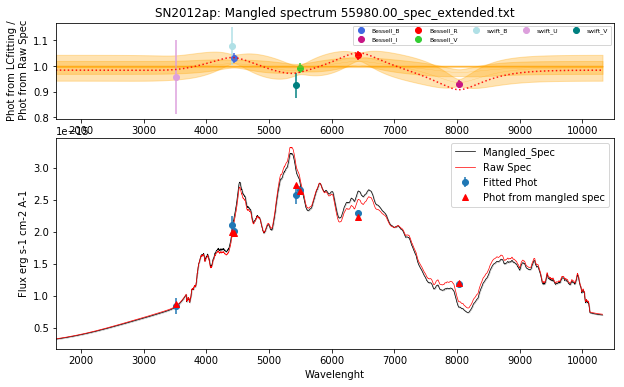 SN2012ap: Mangled spectrum 55980.00_spec_extended.txt
Phot from LCfitting /
Phot from Raw Spec
1.1
1.0
0.9
0.8
Bessell_B
Bessell_I
Bessell_R
Bessell_V
swift_B
swift_U
swift_V
2000 3000 4000 5000 6000 7000 8000 9000 10000
Flux erg s-1 cm-2 A-1
3.0
2.5
2.0
1.5
1.0
0.5
Mangled_Spec
Raw Spec
Fitted Phot
Phot from mangled spec
2000 3000 4000 5000 6000 7000 8000 9000 10000
Wavelenght